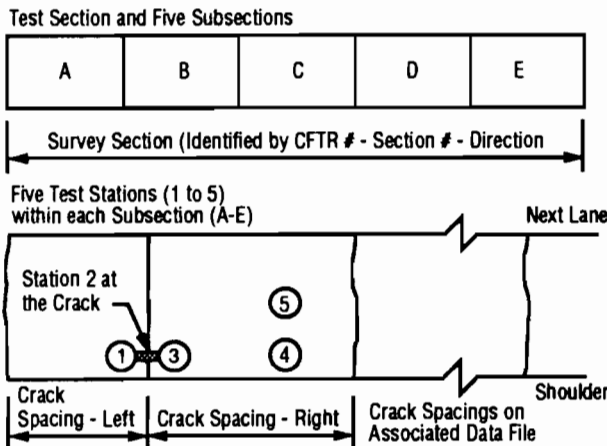 Test Section and Five Subsections
A B C D E
Survey Section (Identified by CFTR # - Section # - Direction
Five Test Stations (1 to 5)
within each Subsection (A-E)
Next Lane
Station 2 at
the Crack
5
1 3 4
Shoulder
Crack
Spacing - Left
Crack Spacing - Right
Crack Spacings on
Associated Data File